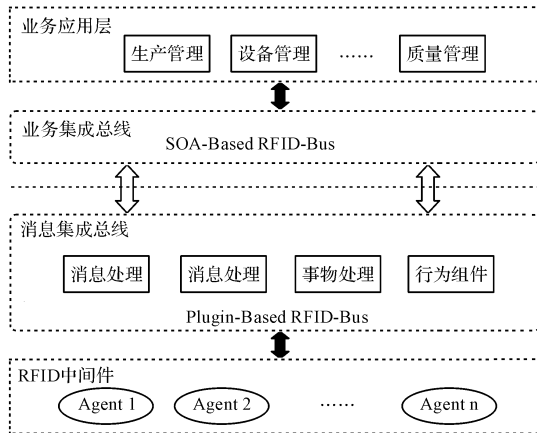 业务应用层
生产管理 设备管理 …… 质量管理
业务集成总线
SOA-Based RFID-Bus
消息集成总线
消息处理 消息处理 事物处理 行为组件
Plugin-Based RFID-Bus
RFID中间件
Agent 1 Agent 2 …… Agent n